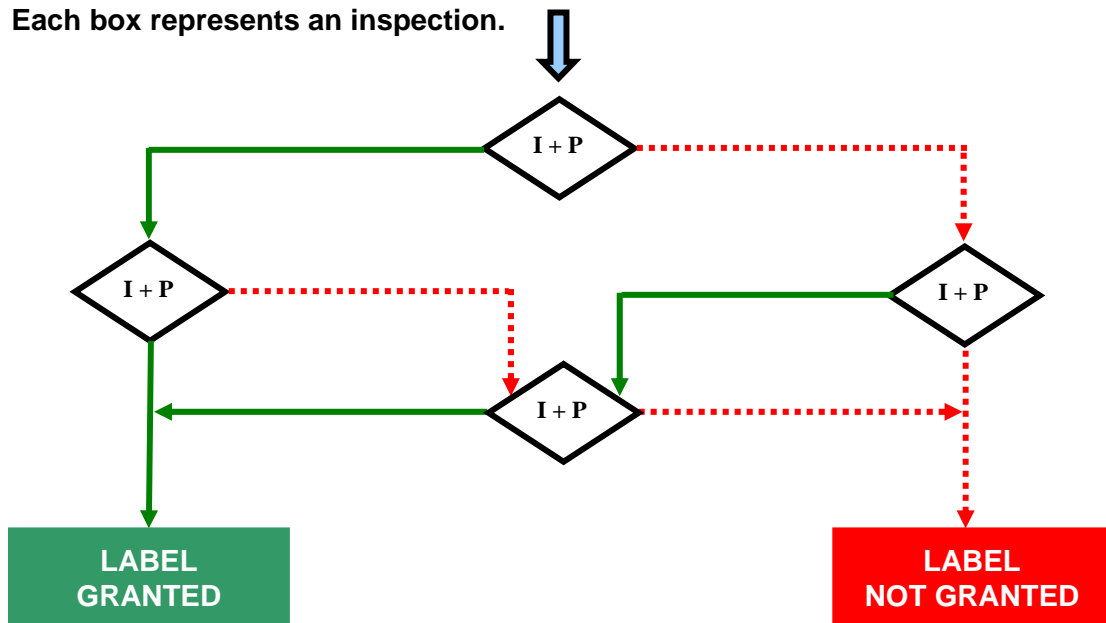 Each box represents an inspection.
I + P
I + P
I + P
I + P
LABEL
GRANTED
LABEL
NOT GRANTED